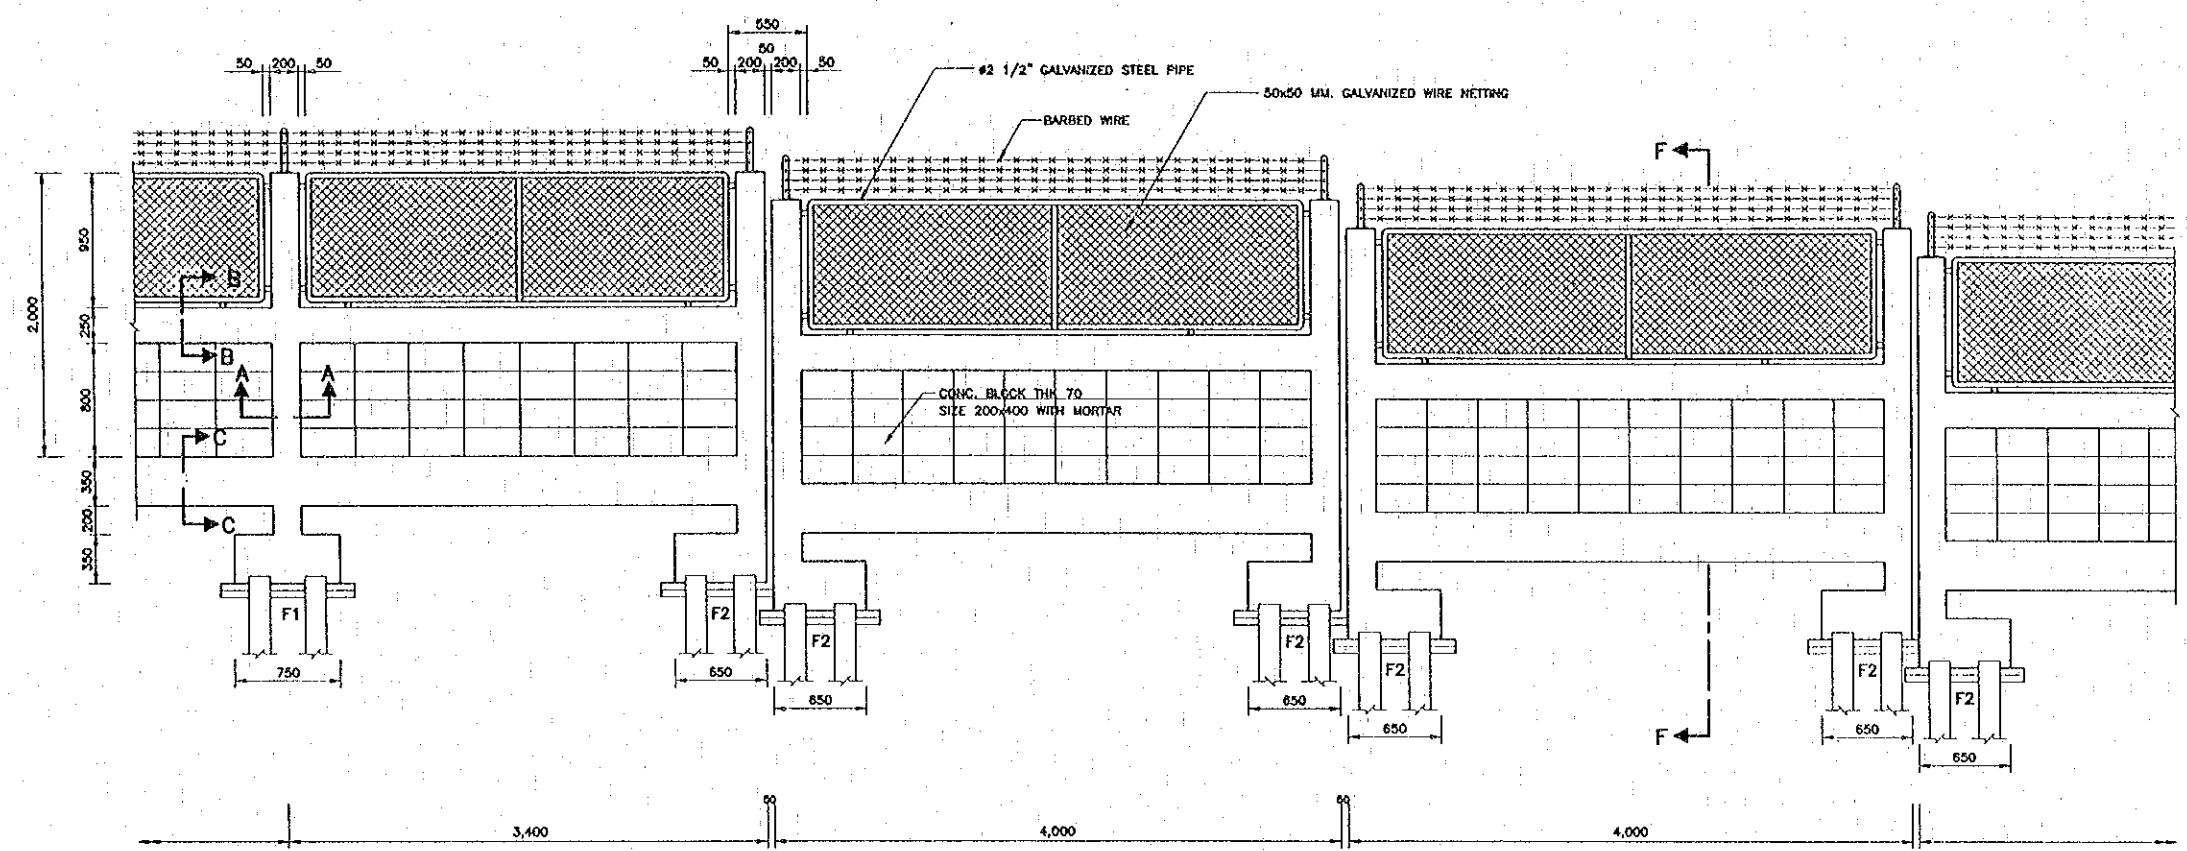 550
50
50 200 50
50 200 200 50
ø2 1/2" GALVANIZED STEEL PIPE
50x50 MM. GALVANIZED WIRE NETTING
BARBED WIRE
F
2,000
950
250
800
350
200
350
B
B
A A
C
C
CONC. BLOCK THK 70
SIZE 200x400 WITH MORTAR
F1
F2
F2
F2
F2
F2
F2
750
650
650
650
650
650
650
F
50
50
3,400
4,000
4,000